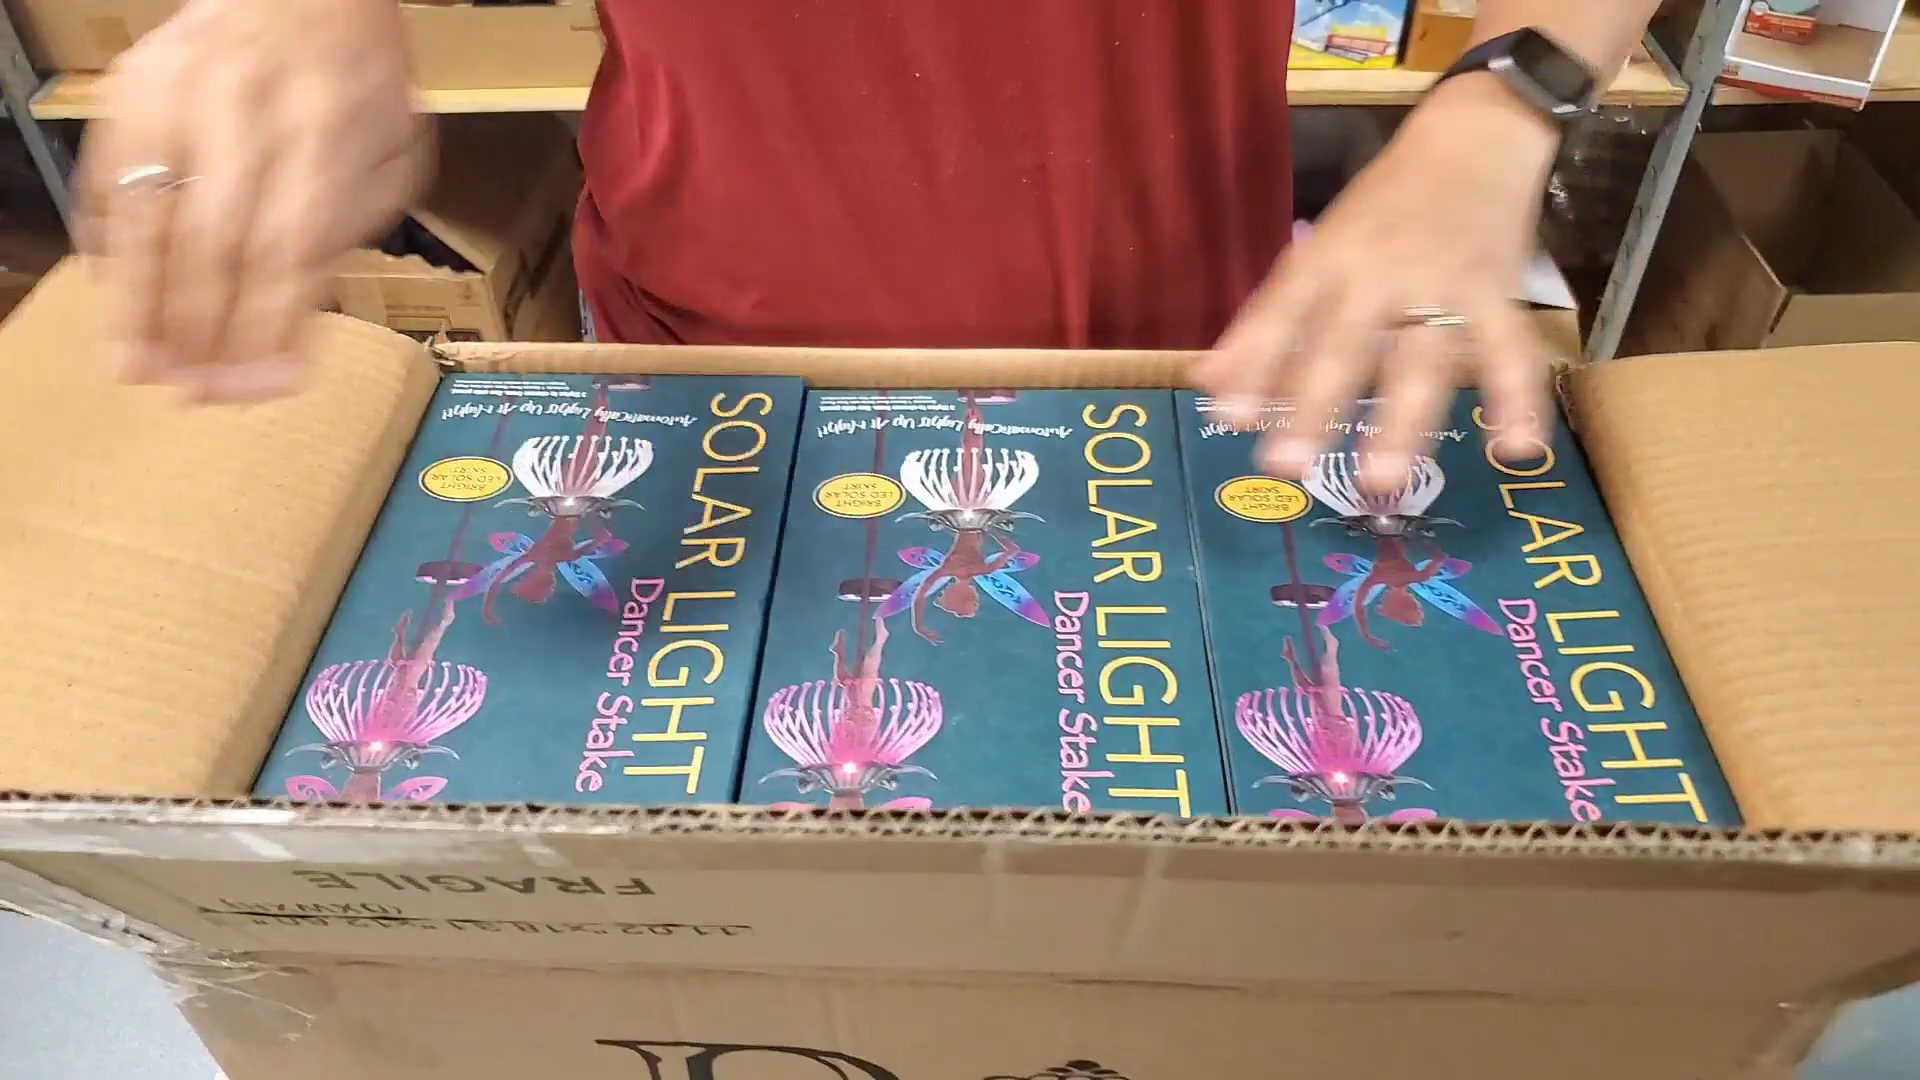 SOLAR LIGHT
Dancer Stake
Automatically Lights Up At Night!
BRIGHT
LED SOLAR
SKIRT
SOLAR LIGHT
Dancer Stake
Automatically Lights Up At Night!
BRIGHT
LED SOLAR
SKIRT
SOLAR LIGHT
Dancer Stake
BRIGHT
LED SOLAR
SKIRT
FRAGILE